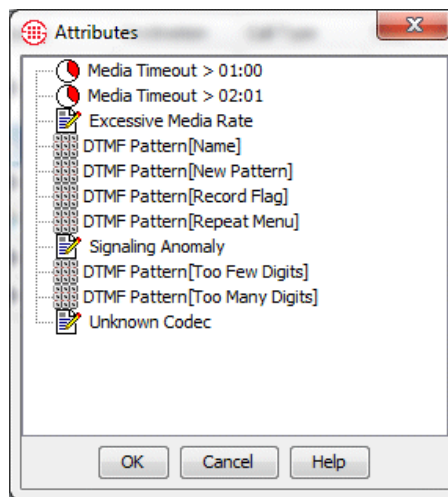 Attributes
Call Type
Media Timeout > 01:00
Media Timeout > 02:01
Excessive Media Rate
DTMF Pattern[Name]
DTMF Pattern[New Pattern]
DTMF Pattern[Record Flag]
DTMF Pattern[Repeat Menu]
Signaling Anomaly
DTMF Pattern[Too Few Digits]
DTMF Pattern[Too Many Digits]
Unknown Codec
OK Cancel Help